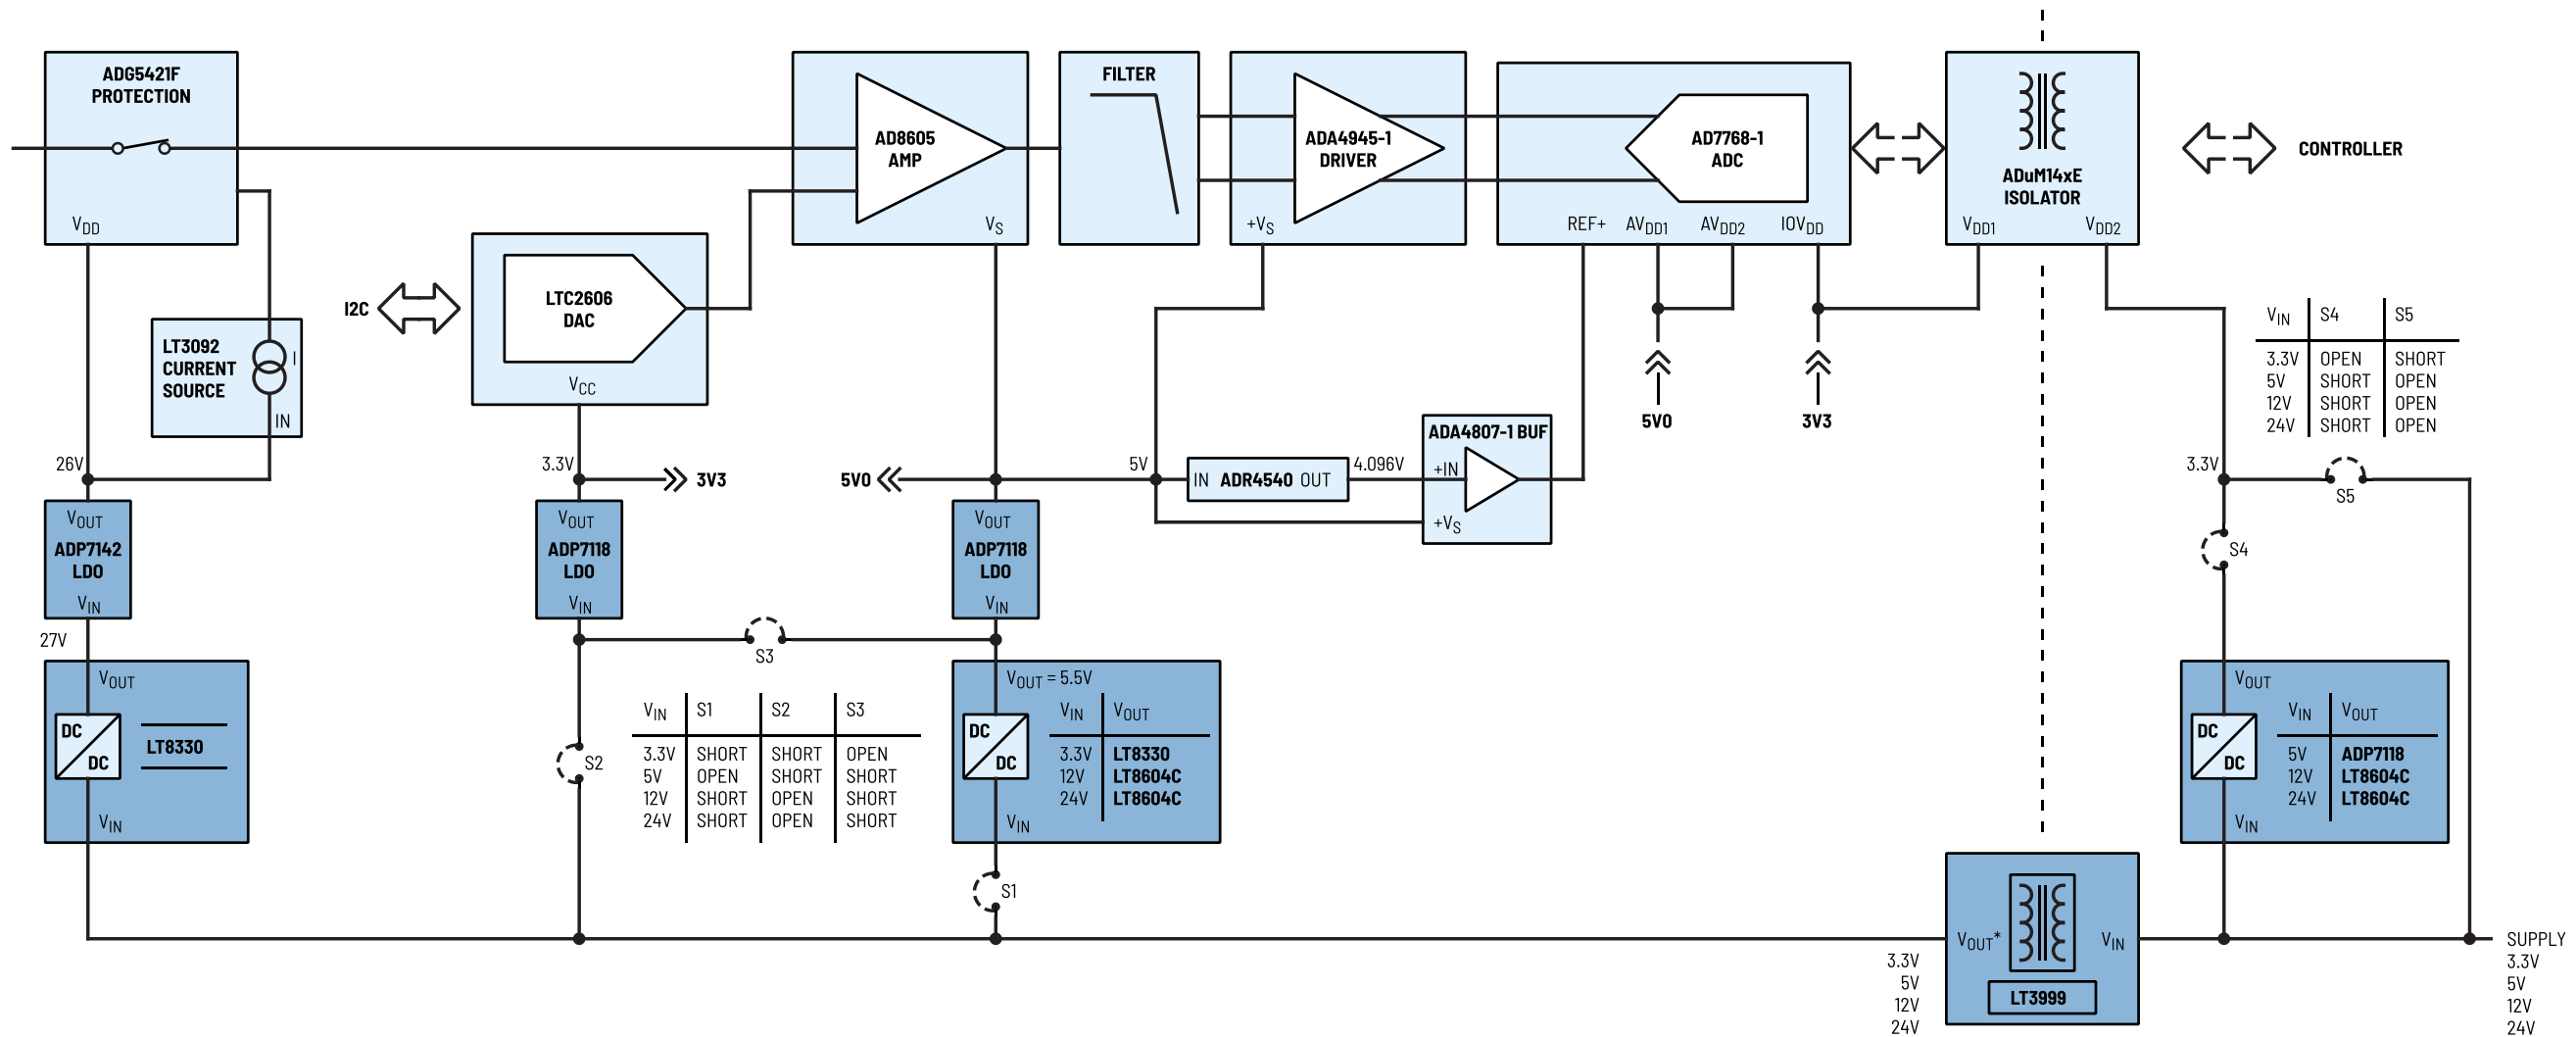 ADG5421F
PROTECTION
VDD
LT3092
CURRENT
SOURCE
I
IN
26V
VOUT
ADP7142
LDO
VIN
27V
VOUT
DC
DC
LT8330
VIN
I2C
LTC2606
DAC
VCC
3.3V
3V3
VOUT
ADP7118
LDO
VIN
S3
S2
VIN S1 S2 S3
3.3V SHORT SHORT OPEN
5V OPEN SHORT SHORT
12V SHORT OPEN SHORT
24V SHORT OPEN SHORT
AD8605
AMP
VS
5V0
VOUT
ADP7118
LDO
VIN
VOUT = 5.5V
DC
DC
VIN VOUT
3.3V LT8330
12V LT8604C
24V LT8604C
VIN
S1
FILTER
ADA4945-1
DRIVER
+VS
5V
IN ADR4540 OUT
4.096V
ADA4807-1 BUF
+IN
+VS
AD7768-1
ADC
REF+ AVDD1 AVDD2 IOVDD
5V0
3V3
ADuM14xE
ISOLATOR
VDD1 VDD2
CONTROLLER
VIN S4 S5
3.3V OPEN SHORT
5V SHORT OPEN
12V SHORT OPEN
24V SHORT OPEN
3.3V
S5
S4
VOUT
DC
DC
VIN VOUT
5V ADP7118
12V LT8604C
24V LT8604C
VIN
VOUT* VIN
LT3999
3.3V
5V
12V
24V
SUPPLY
3.3V
5V
12V
24V